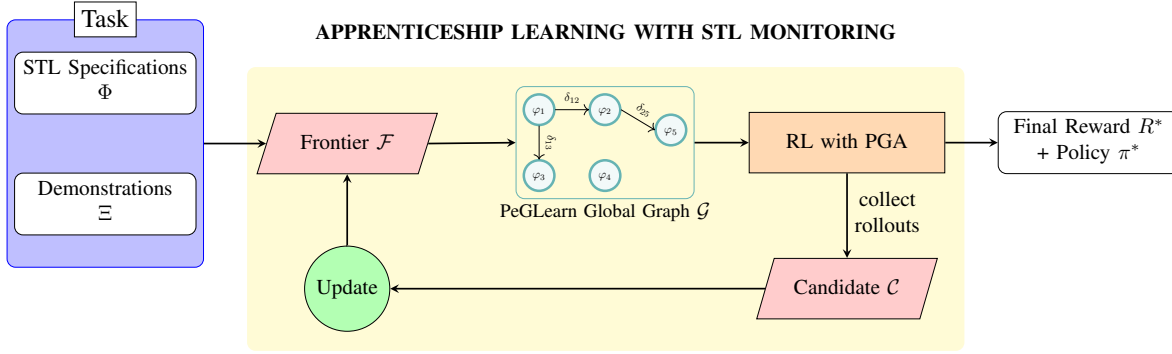 Task
STL Specifications
Φ
Demonstrations
Ξ
APPRENTICESHIP LEARNING WITH STL MONITORING
Frontier ℱ
φ₁
δ₁₂
φ₂
δ₂₅
φ₅
δ₁₃
φ₃
φ₄
PeGLearn Global Graph 𝒢
RL with PGA
collect
rollouts
Candidate 𝒞
Update
Final Reward R*
+ Policy π*